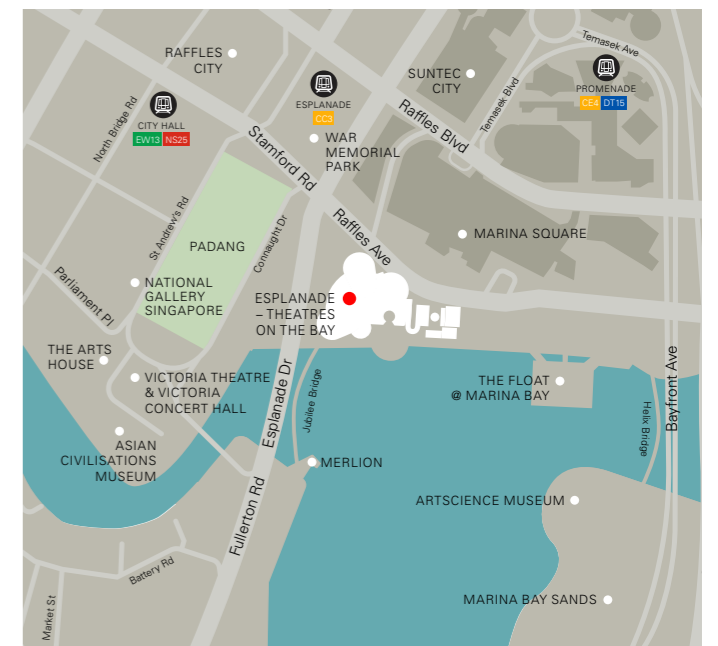 RAFFLES
CITY
SUNTEC
CITY
Temasek Ave
PROMENADE
CE4 DT15
ESPLANADE
CC3
CITY HALL
EW13 NS25
North Bridge Rd
Temasek Blvd
Raffles Blvd
WAR
MEMORIAL
PARK
Stamford Rd
St Andrew's Rd
PADANG
Connaught Dr
Raffles Ave
MARINA SQUARE
Parliament Pl
NATIONAL
GALLERY
SINGAPORE
ESPLANADE
– THEATRES
ON THE BAY
THE ARTS
HOUSE
VICTORIA THEATRE
& VICTORIA
CONCERT HALL
Esplanade Dr
Jubilee Bridge
THE FLOAT
@ MARINA BAY
Bayfront Ave
Helix Bridge
ASIAN
CIVILISATIONS
MUSEUM
MERLION
Fullerton Rd
ARTSCIENCE MUSEUM
Battery Rd
Market St
MARINA BAY SANDS